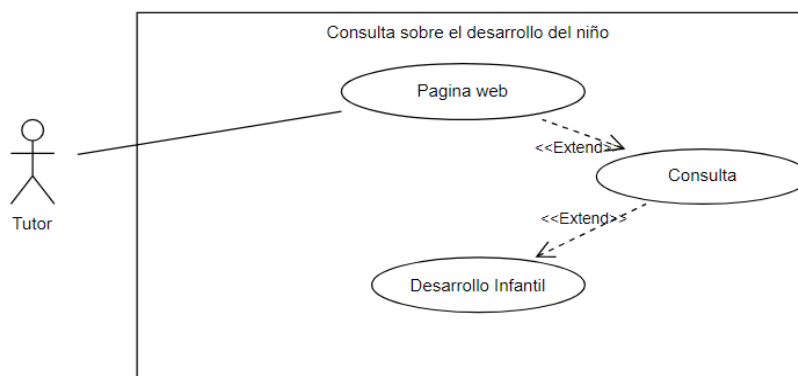 Consulta sobre el desarrollo del niño
Pagina web
<<Extend>>
Consulta
Tutor
<<Extend>>
Desarrollo Infantil